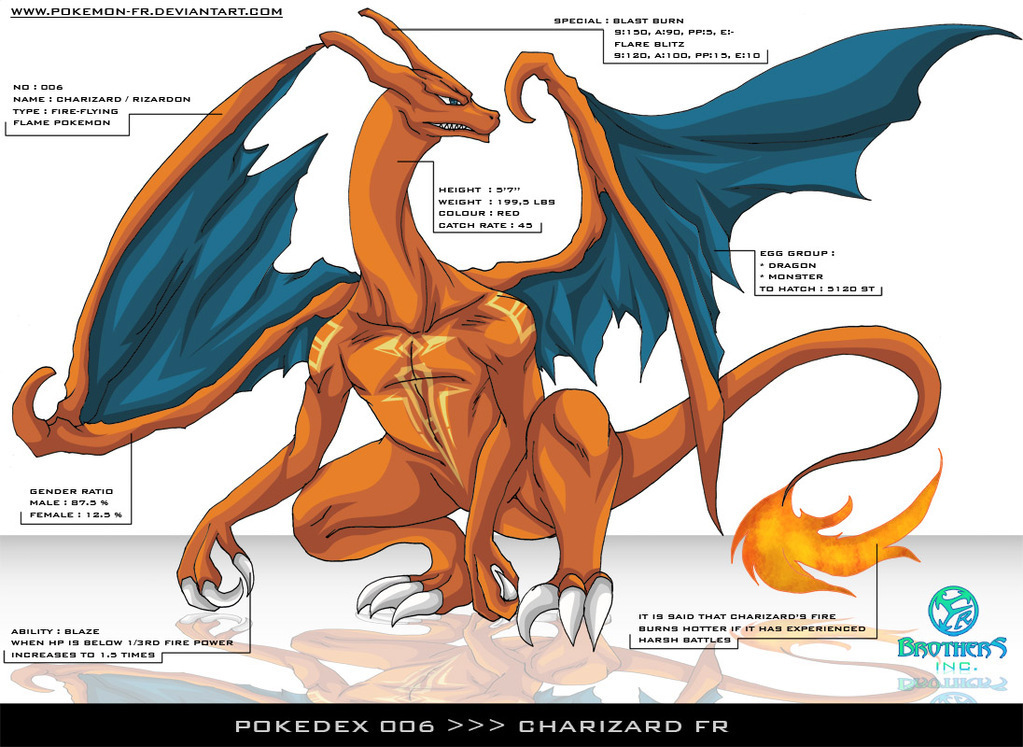 WWW.POKEMON-FR.DEVIANTART.COM
SPECIAL : BLAST BURN
S:150, A:90, PP:5, E:-
FLARE BLITZ
S:120, A:100, PP:15, E:10
NO : 006
NAME : CHARIZARD / RIZARDON
TYPE : FIRE-FLYING
FLAME POKEMON
HEIGHT : 5'7"
WEIGHT : 199,5 LBS
COLOUR : RED
CATCH RATE : 45
EGG GROUP :
* DRAGON
* MONSTER
TO HATCH : 5120 ST
GENDER RATIO
MALE : 87.5 %
FEMALE : 12.5 %
ABILITY : BLAZE
WHEN HP IS BELOW 1/3RD FIRE POWER
INCREASES TO 1.5 TIMES
IT IS SAID THAT CHARIZARD'S FIRE
BURNS HOTTER IF IT HAS EXPERIENCED
HARSH BATTLES
FR
BROTHERS
INC.
POKEDEX 006 >>> CHARIZARD FR